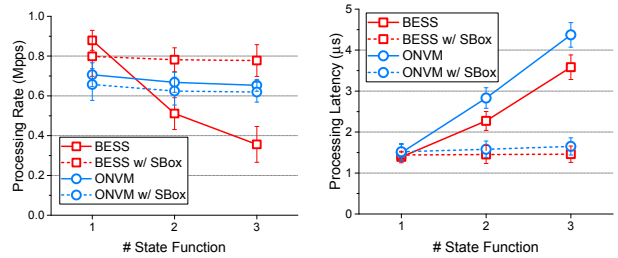 Processing Rate (Mpps)
1.0
0.8
0.6
0.4
0.2
0.0
BESS
BESS w/ SBox
ONVM
ONVM w/ SBox
1 2 3
# State Function
Processing Latency (µs)
5
4
3
2
1
0
BESS
BESS w/ SBox
ONVM
ONVM w/ SBox
1 2 3
# State Function